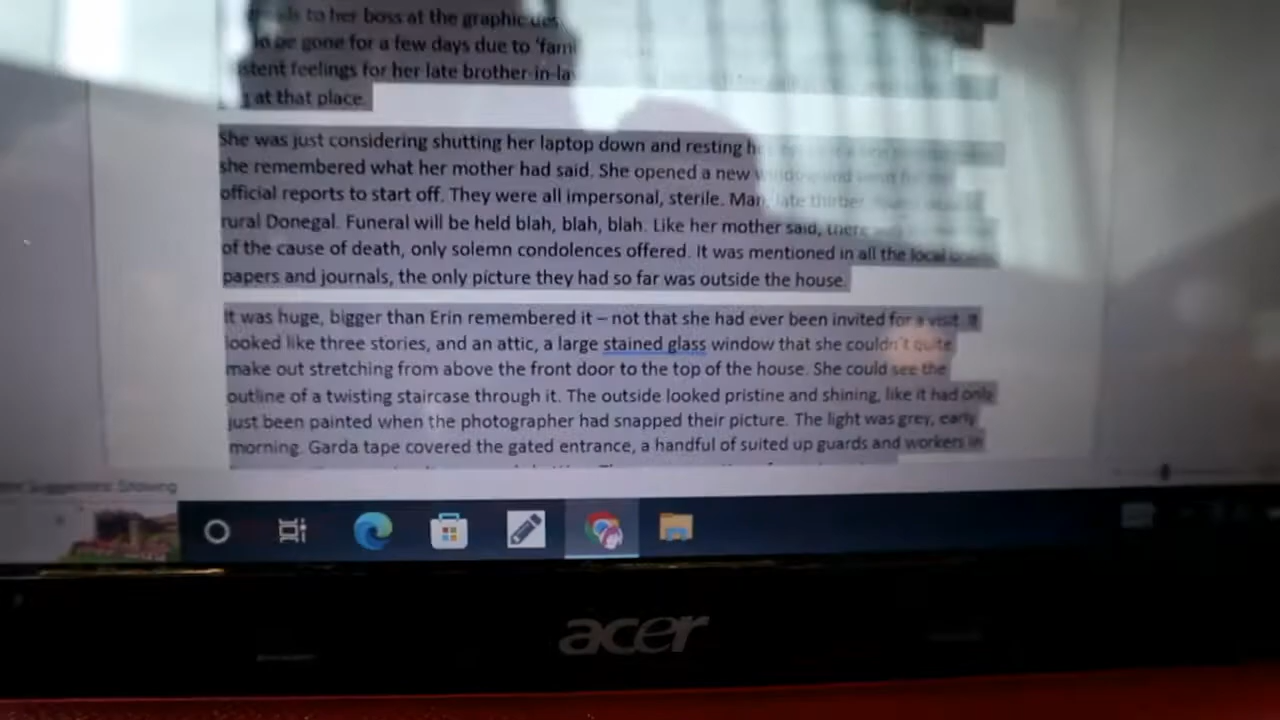 to her boss at the graphic
be gone for a few days due to 'fami
feelings for her late brother-in-la
at that place.
She was just considering shutting her laptop down and resting
she remembered what her mother had said. She opened a new
official reports to start off. They were all impersonal, sterile. Man, late thirties
rural Donegal. Funeral will be held blah, blah, blah. Like her mother said,
of the cause of death, only solemn condolences offered. It was mentioned in all the local
papers and journals, the only picture they had so far was outside the house.
It was huge, bigger than Erin remembered it – not that she had ever been invited for a visit. It
looked like three stories, and an attic, a large stained glass window that she couldn't quite
make out stretching from above the front door to the top of the house. She could see the
outline of a twisting staircase through it. The outside looked pristine and shining, like it had only
just been painted when the photographer had snapped their picture. The light was grey, early
morning. Garda tape covered the gated entrance, a handful of suited up guards and workers in
Suggestions: Showing
acer